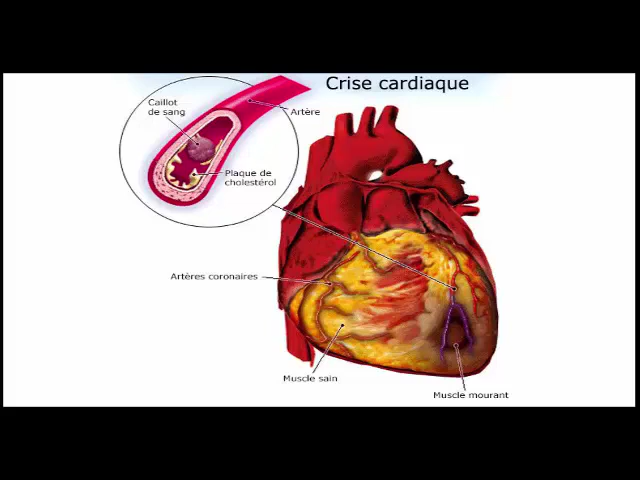 Crise cardiaque
Caillot
de sang
Artère
Plaque de
cholestérol
Artères coronaires
Muscle sain
Muscle mourant